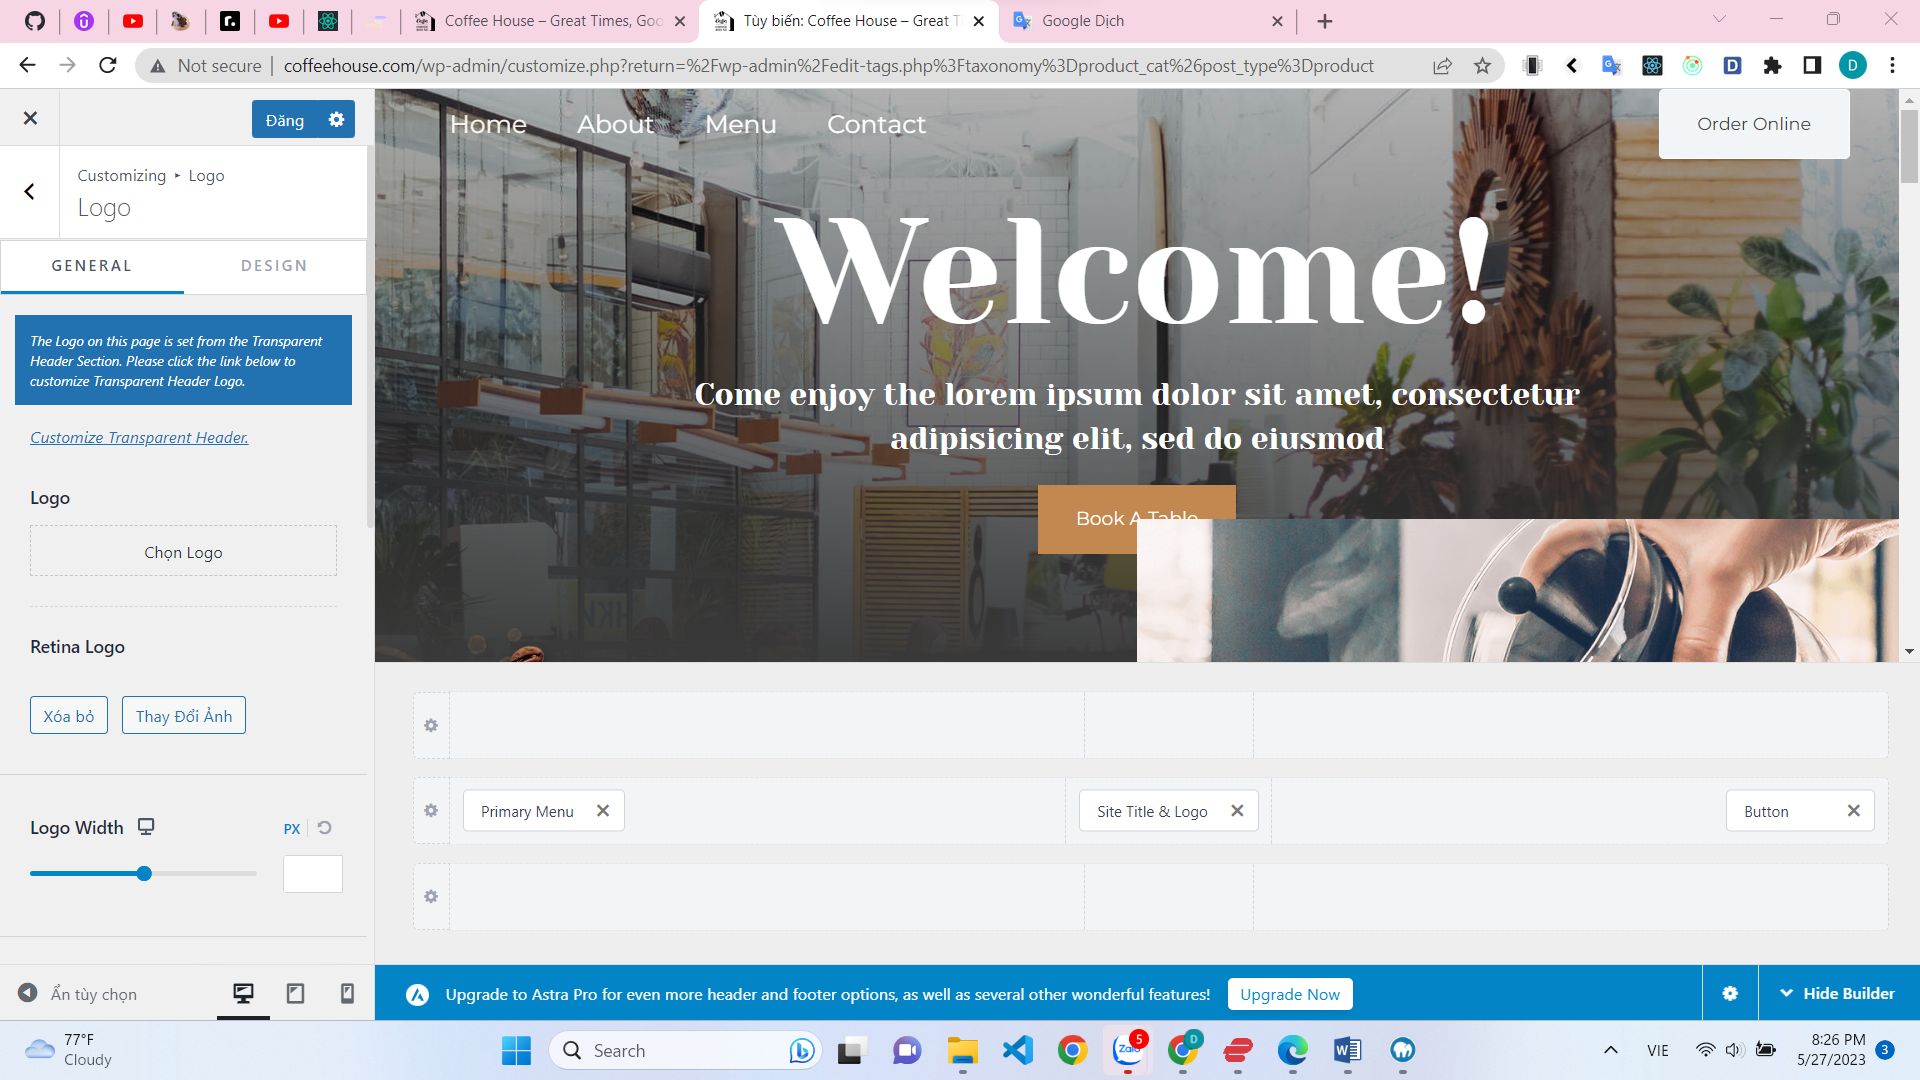 Coffee House – Great Times, Goo
Tùy biến: Coffee House – Great T
Google Dịch
Not secure
coffeehouse.com/wp-admin/customize.php?return=%2Fwp-admin%2Fedit-tags.php%3Ftaxonomy%3Dproduct_cat%26post_type%3Dproduct
D
D
Đăng
Customizing ▸ Logo
Logo
GENERAL
DESIGN
The Logo on this page is set from the Transparent
Header Section. Please click the link below to
customize Transparent Header Logo.
Customize Transparent Header.
Logo
Chọn Logo
Retina Logo
Xóa bỏ
Thay Đổi Ảnh
Logo Width
PX
Ẩn tùy chọn
Home
About
Menu
Contact
Order Online
Welcome!
Come enjoy the lorem ipsum dolor sit amet, consectetur
adipisicing elit, sed do eiusmod
Book A Table
Primary Menu
Site Title & Logo
Button
Upgrade to Astra Pro for even more header and footer options, as well as several other wonderful features!
Upgrade Now
Hide Builder
77°F
Cloudy
Search
Zalo
5
D
VIE
8:26 PM
5/27/2023
3